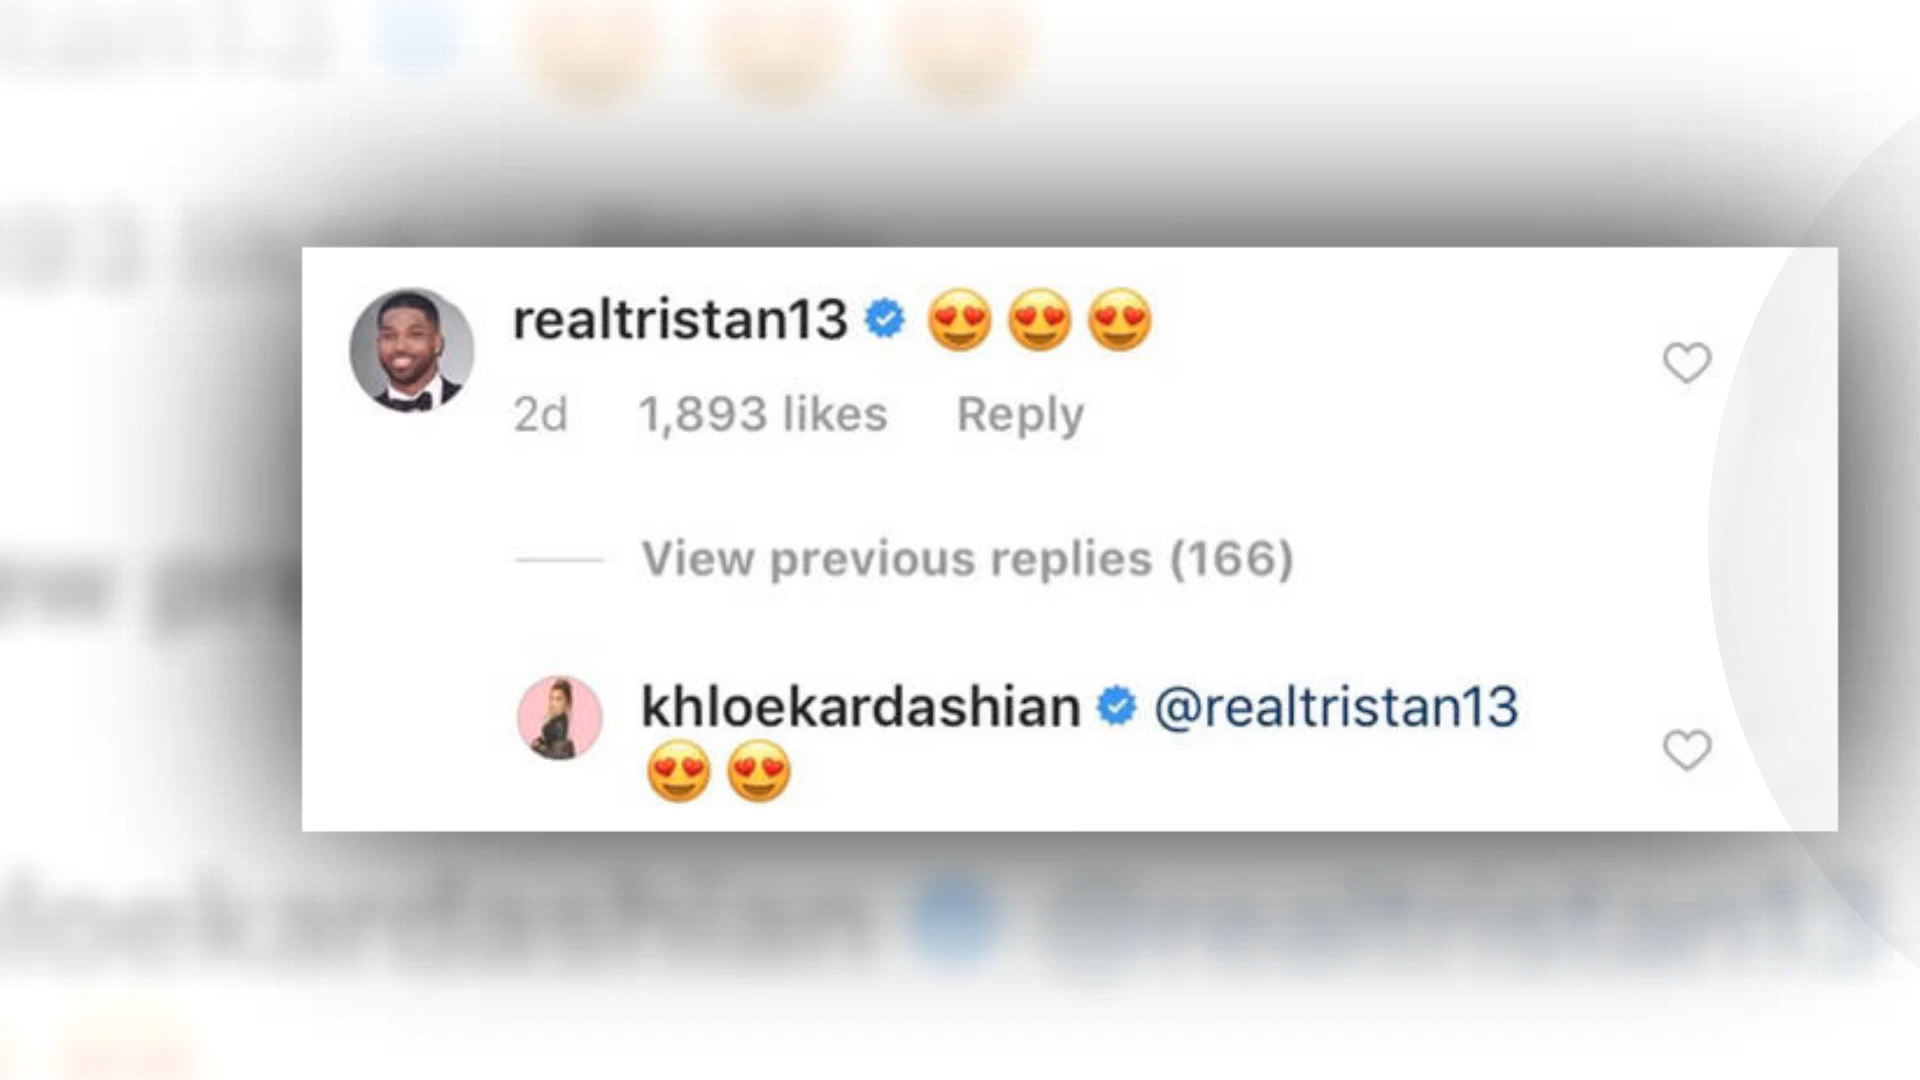 realtristan13 😍😍😍
2d 1,893 likes Reply
View previous replies (166)
khloekardashian @realtristan13
😍😍